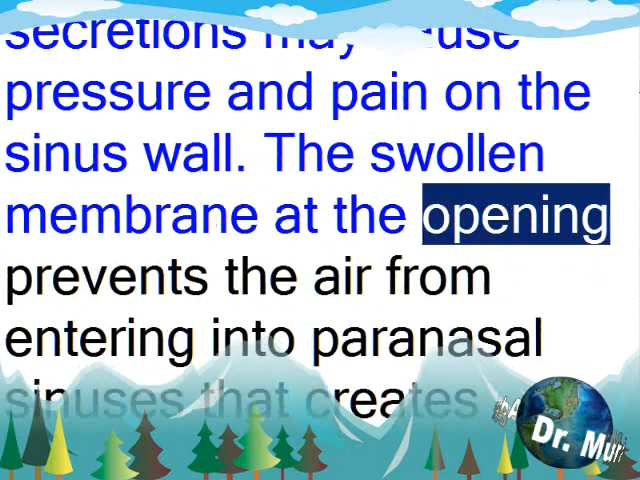 secretions may cause
pressure and pain on the
sinus wall. The swollen
membrane at the opening
prevents the air from
entering into paranasal
sinuses that creates
Dr. Mur